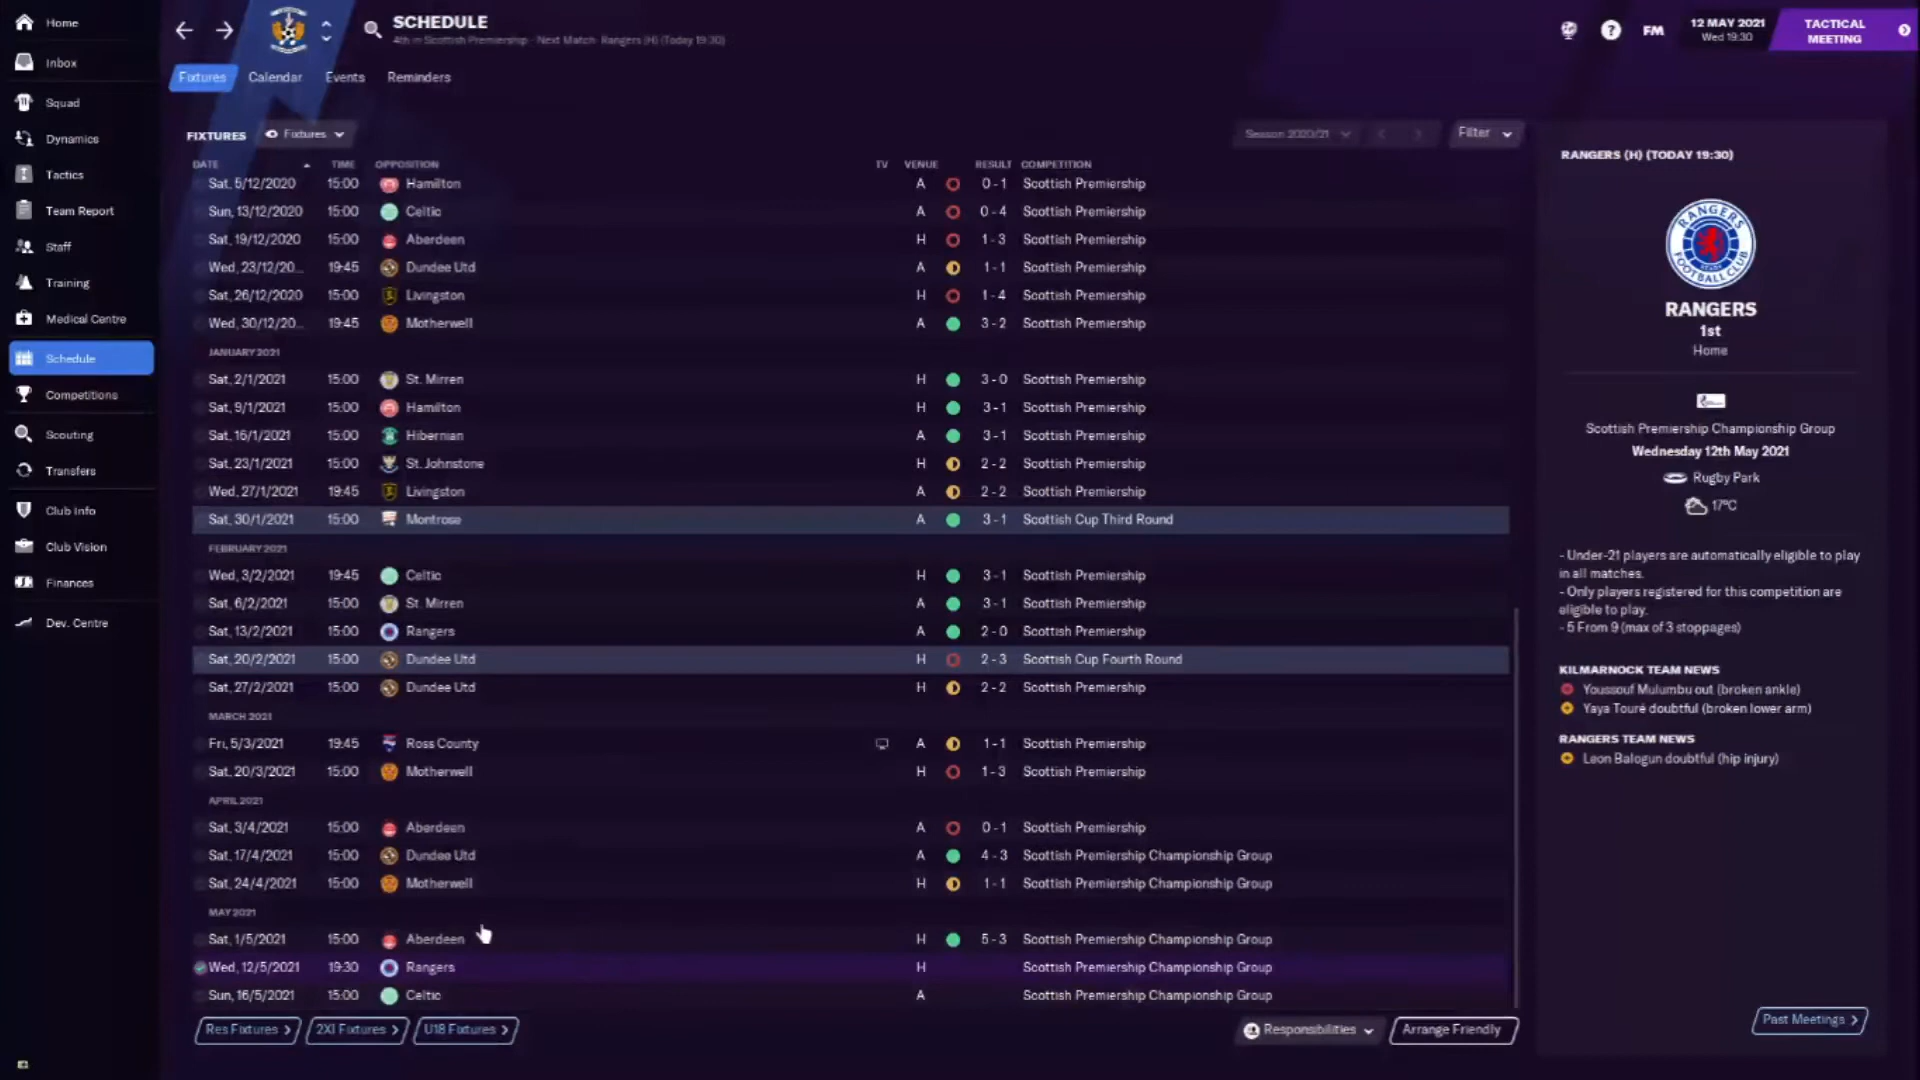 Home
Inbox
Squad
Dynamics
Tactics
Team Report
Staff
Training
Medical Centre
Schedule
Competitions
Scouting
Transfers
Club Info
Club Vision
Finances
Dev. Centre
SCHEDULE
4th in Scottish Premiership - Next Match: Rangers (H) (Today 19:30)
FM
12 MAY 2021
Wed 19:30
TACTICAL
MEETING
Fixtures Calendar Events Reminders
FIXTURES Fixtures Season 2020/21 Filter
DATE TIME OPPOSITION TV VENUE RESULT COMPETITION
Sat, 5/12/2020 15:00 Hamilton A 0 - 1 Scottish Premiership
Sun, 13/12/2020 15:00 Celtic A 0 - 4 Scottish Premiership
Sat, 19/12/2020 15:00 Aberdeen H 1 - 3 Scottish Premiership
Wed, 23/12/20... 19:45 Dundee Utd A 1 - 1 Scottish Premiership
Sat, 26/12/2020 15:00 Livingston H 1 - 4 Scottish Premiership
Wed, 30/12/20... 19:45 Motherwell A 3 - 2 Scottish Premiership
JANUARY 2021
Sat, 2/1/2021 15:00 St. Mirren H 3 - 0 Scottish Premiership
Sat, 9/1/2021 15:00 Hamilton H 3 - 1 Scottish Premiership
Sat, 16/1/2021 15:00 Hibernian A 3 - 1 Scottish Premiership
Sat, 23/1/2021 15:00 St. Johnstone H 2 - 2 Scottish Premiership
Wed, 27/1/2021 19:45 Livingston A 2 - 2 Scottish Premiership
Sat, 30/1/2021 15:00 Montrose A 3 - 1 Scottish Cup Third Round
FEBRUARY 2021
Wed, 3/2/2021 19:45 Celtic H 3 - 1 Scottish Premiership
Sat, 6/2/2021 15:00 St. Mirren A 3 - 1 Scottish Premiership
Sat, 13/2/2021 15:00 Rangers A 2 - 0 Scottish Premiership
Sat, 20/2/2021 15:00 Dundee Utd H 2 - 3 Scottish Cup Fourth Round
Sat, 27/2/2021 15:00 Dundee Utd H 2 - 2 Scottish Premiership
MARCH 2021
Fri, 5/3/2021 19:45 Ross County A 1 - 1 Scottish Premiership
Sat, 20/3/2021 15:00 Motherwell H 1 - 3 Scottish Premiership
APRIL 2021
Sat, 3/4/2021 15:00 Aberdeen A 0 - 1 Scottish Premiership
Sat, 17/4/2021 15:00 Dundee Utd A 4 - 3 Scottish Premiership Championship Group
Sat, 24/4/2021 15:00 Motherwell H 1 - 1 Scottish Premiership Championship Group
MAY 2021
Sat, 1/5/2021 15:00 Aberdeen H 5 - 3 Scottish Premiership Championship Group
Wed, 12/5/2021 19:30 Rangers H Scottish Premiership Championship Group
Sun, 16/5/2021 15:00 Celtic A Scottish Premiership Championship Group
Res Fixtures 2XI Fixtures U18 Fixtures Responsibilities Arrange Friendly
RANGERS (H) (TODAY 19:30)
RANGERS
FOOTBALL CLUB
READY
RANGERS
1st
Home
Scottish Premiership Championship Group
Wednesday 12th May 2021
Rugby Park
17°C
- Under-21 players are automatically eligible to play
in all matches.
- Only players registered for this competition are
eligible to play.
- 5 From 9 (max of 3 stoppages)
KILMARNOCK TEAM NEWS
Youssouf Mulumbu out (broken ankle)
Yaya Touré doubtful (broken lower arm)
RANGERS TEAM NEWS
Leon Balogun doubtful (hip injury)
Past Meetings